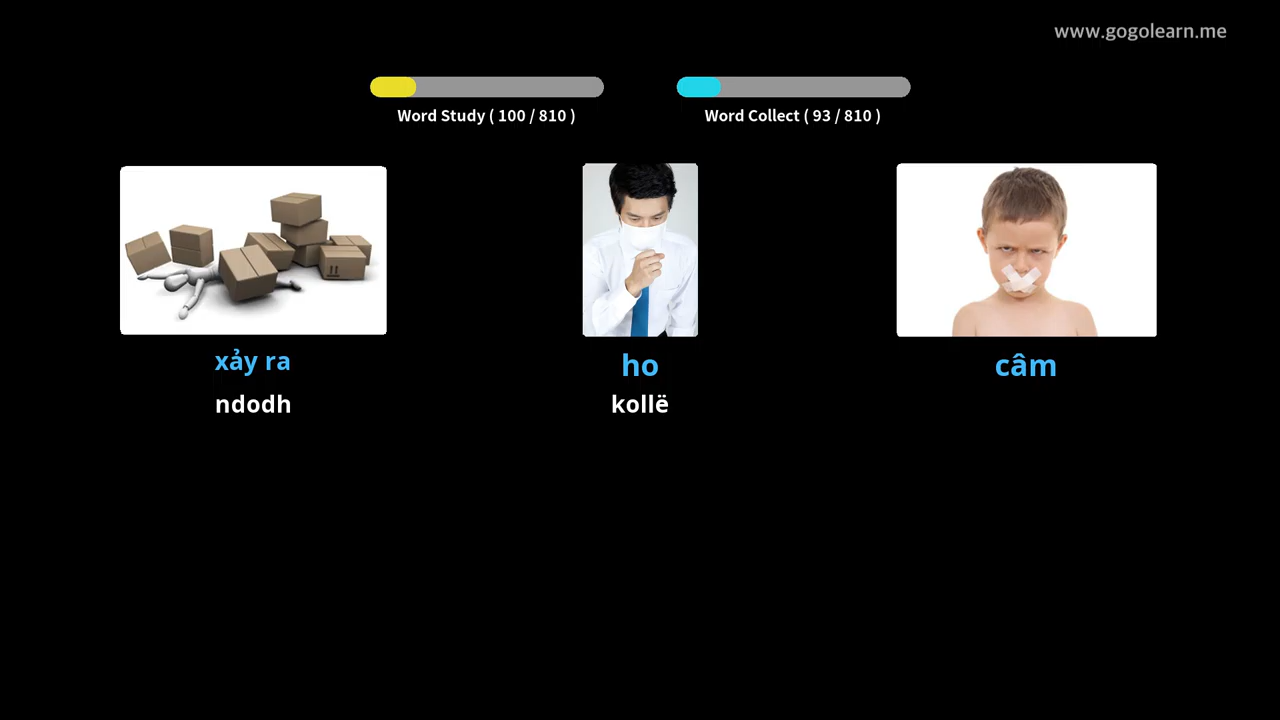 www.gogolearn.me
Word Study ( 100 / 810 )
Word Collect ( 93 / 810 )
xảy ra
ho
câm
ndodh
kollë